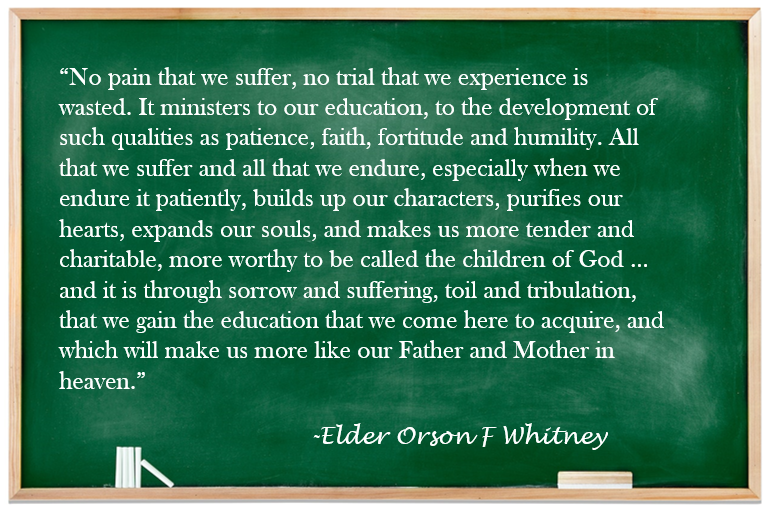 “No pain that we suffer, no trial that we experience is
wasted. It ministers to our education, to the development of
such qualities as patience, faith, fortitude and humility. All
that we suffer and all that we endure, especially when we
endure it patiently, builds up our characters, purifies our
hearts, expands our souls, and makes us more tender and
charitable, more worthy to be called the children of God ...
and it is through sorrow and suffering, toil and tribulation,
that we gain the education that we come here to acquire, and
which will make us more like our Father and Mother in
heaven.”
-Elder Orson F Whitney